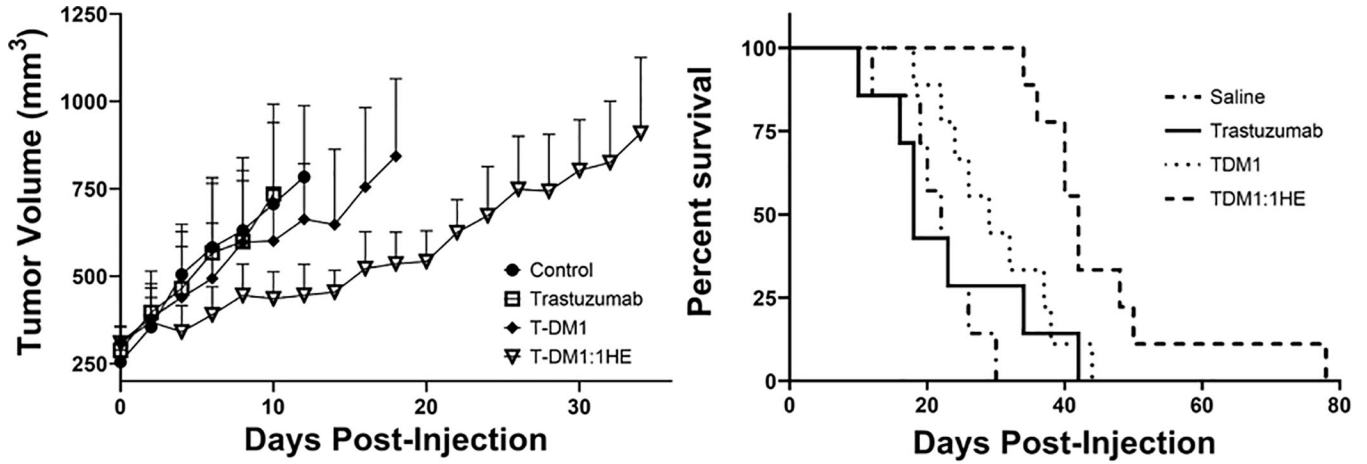 Tumor Volume (mm³)
1250
1000
750
500
250
0
10
20
30
Days Post-Injection
Control
Trastuzumab
T-DM1
T-DM1:1HE
Percent survival
100
75
50
25
0
0
20
40
60
80
Days Post-Injection
Saline
Trastuzumab
TDM1
TDM1:1HE